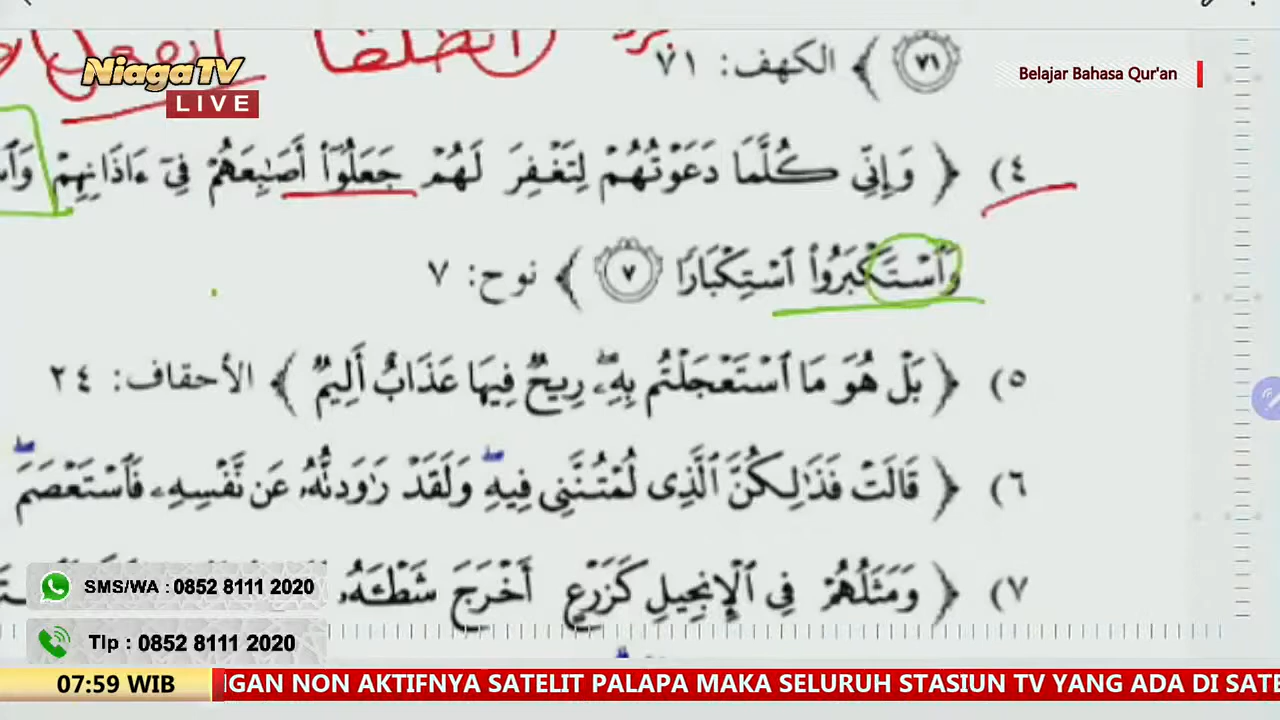 انطلقا
﴾ الكهف: ٧١
٧١
NiagaTV
LIVE
Belajar Bahasa Qur'an
٤) ﴿ وَإِنِّي كُلَّمَا دَعَوْتُهُمْ لِتَغْفِرَ لَهُمْ جَعَلُوٓا۟ أَصَٰبِعَهُمْ فِىٓ ءَاذَانِهِمْ
وَٱسْتَكْبَرُوا۟ ٱسْتِكْبَارًا ٧ ﴾ نوح: ٧
٥) ﴿ بَلْ هُوَ مَا ٱسْتَعْجَلْتُم بِهِۦۖ رِيحٌ فِيهَا عَذَابٌ أَلِيمٌ ﴾ الأحقاف: ٢٤
٦) ﴿ قَالَتْ فَذَٰلِكُنَّ ٱلَّذِى لُمْتُنَّنِى فِيهِۖ وَلَقَدْ رَٰوَدتُّهُۥ عَن نَّفْسِهِۦ فَٱسْتَعْصَمَۖ
٧) ﴿ وَمَثَلُهُمْ فِي ٱلْإِنجِيلِ كَزَرْعٍ أَخْرَجَ شَطْـَٔهُۥ
SMS/WA : 0852 8111 2020
Tlp : 0852 8111 2020
07:59 WIB
NGAN NON AKTIFNYA SATELIT PALAPA MAKA SELURUH STASIUN TV YANG ADA DI SATE